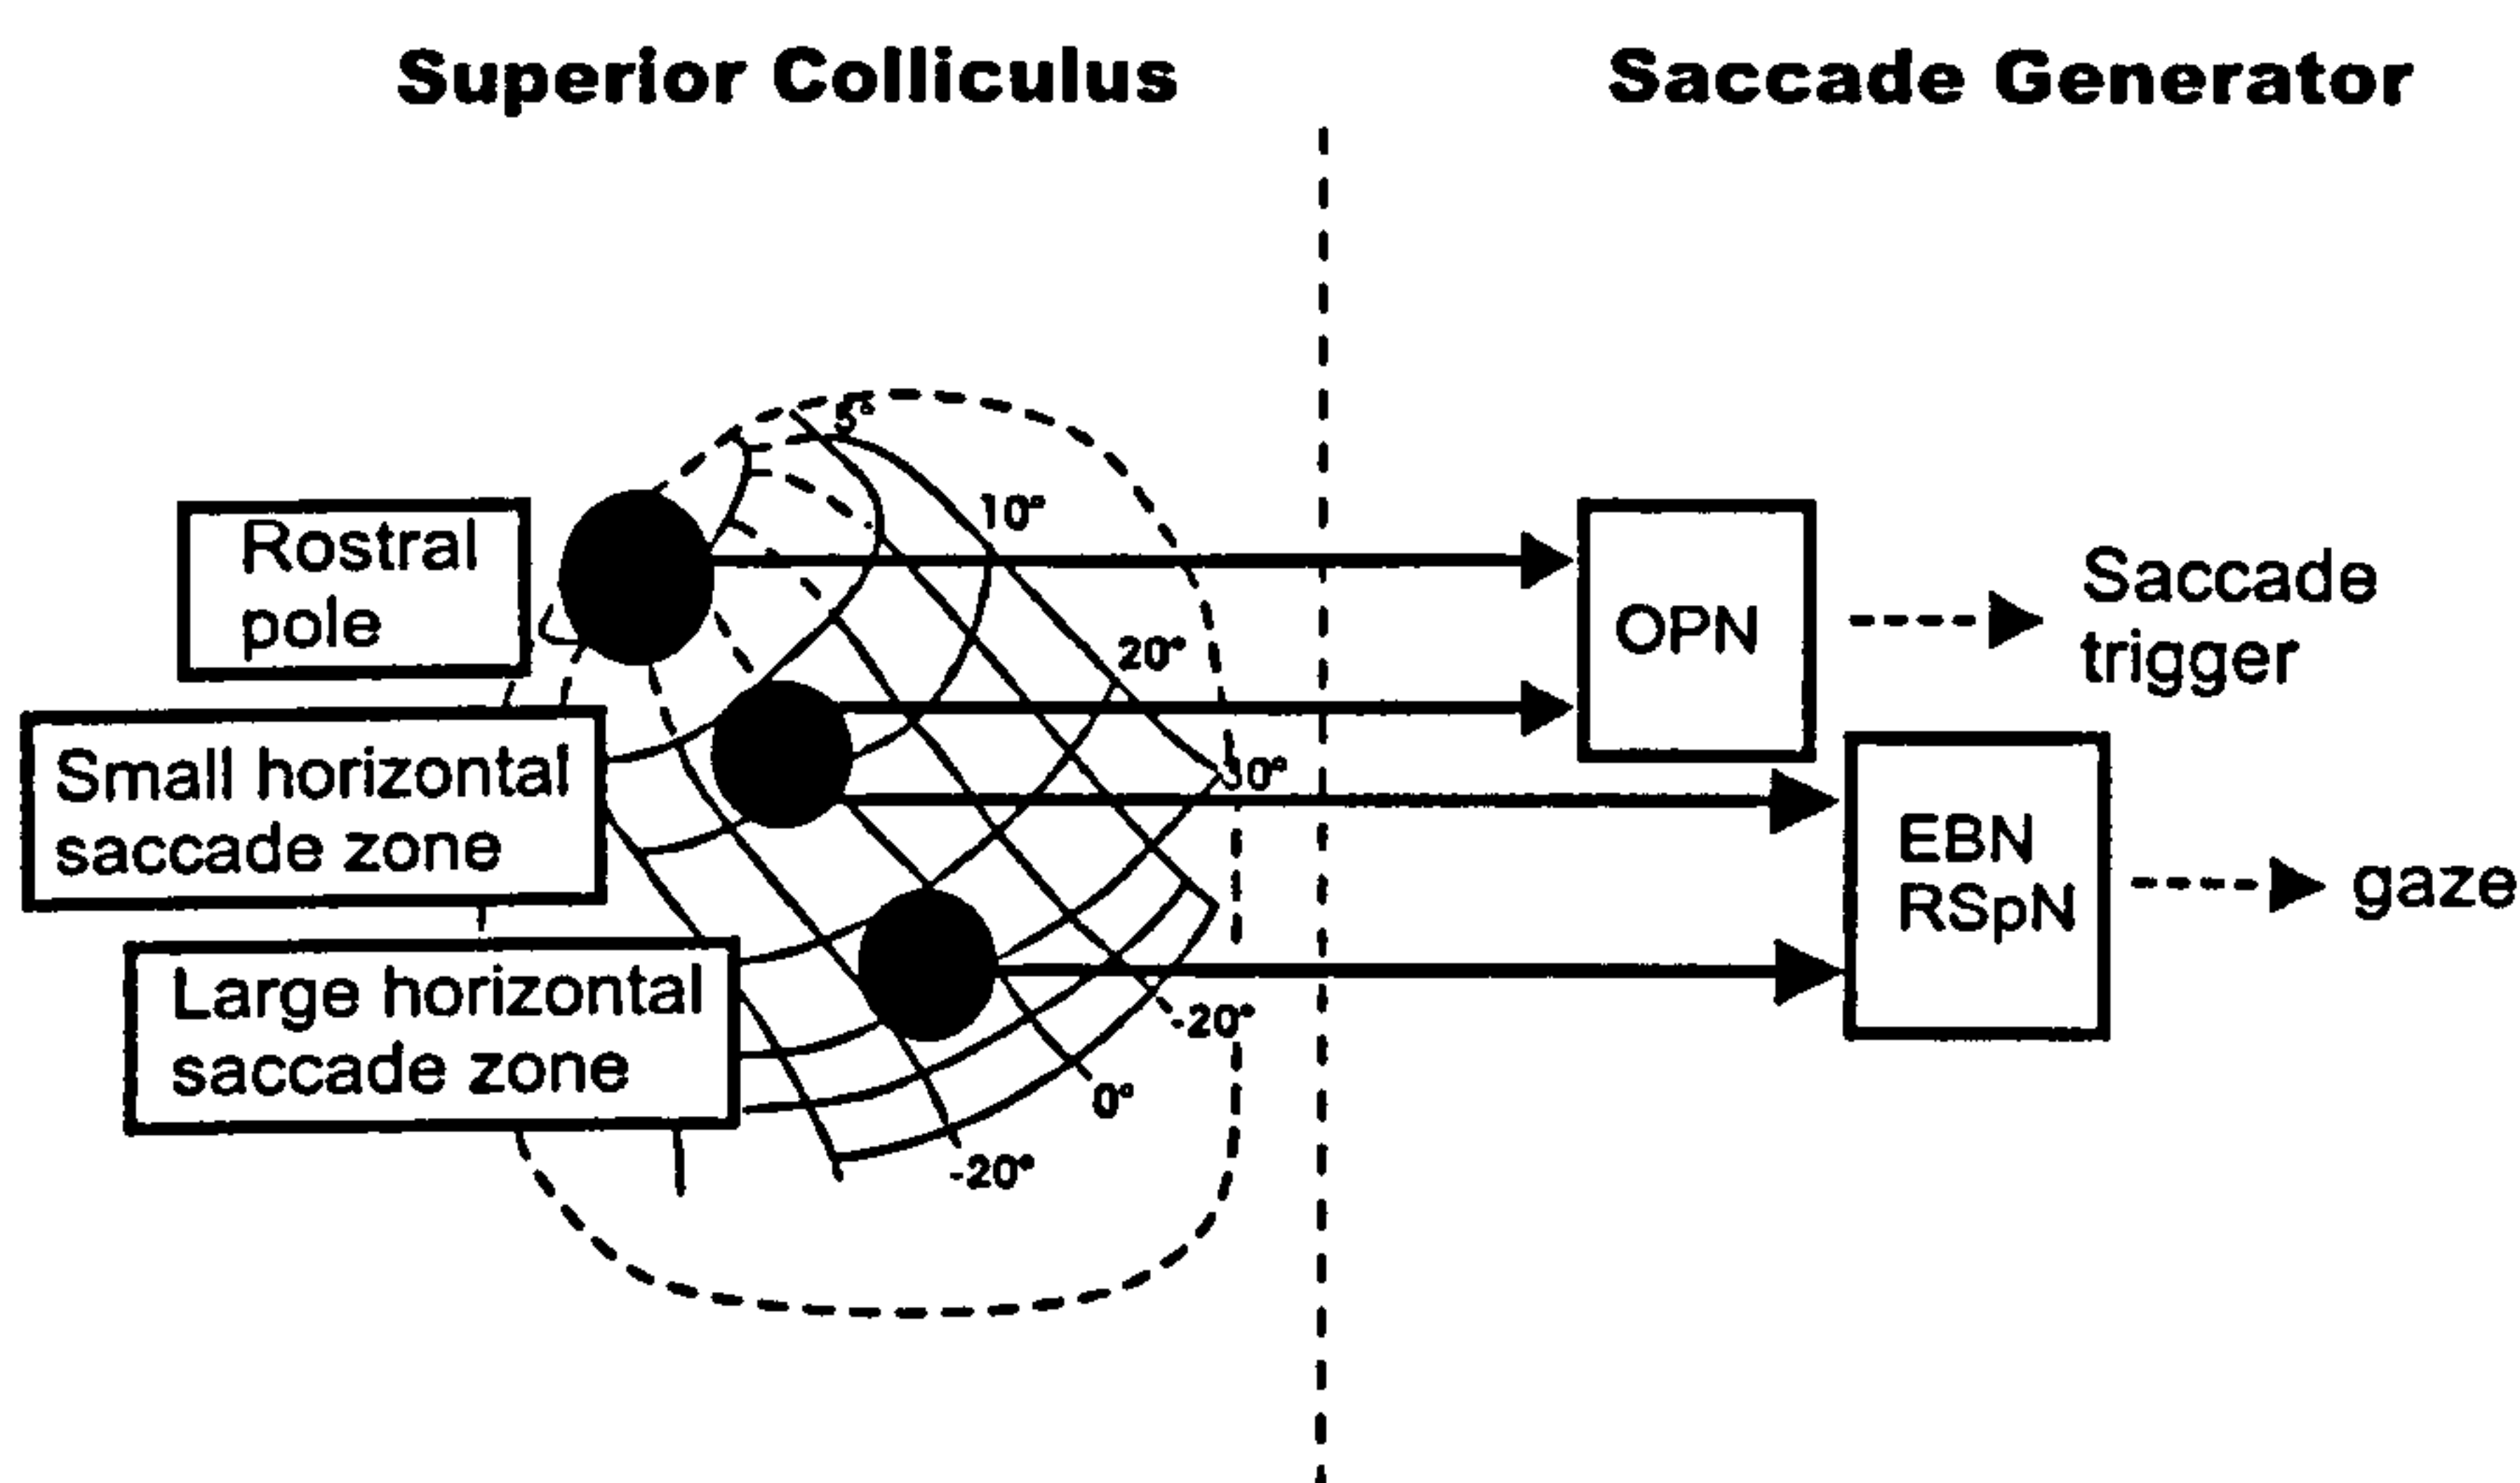 Superior Colliculus
Saccade Generator
5°
10°
20°
Rostral
pole
OPN
Saccade
trigger
Small horizontal
saccade zone
EBN
RSpN
gaze
Large horizontal
saccade zone
-20°
0°
-20°